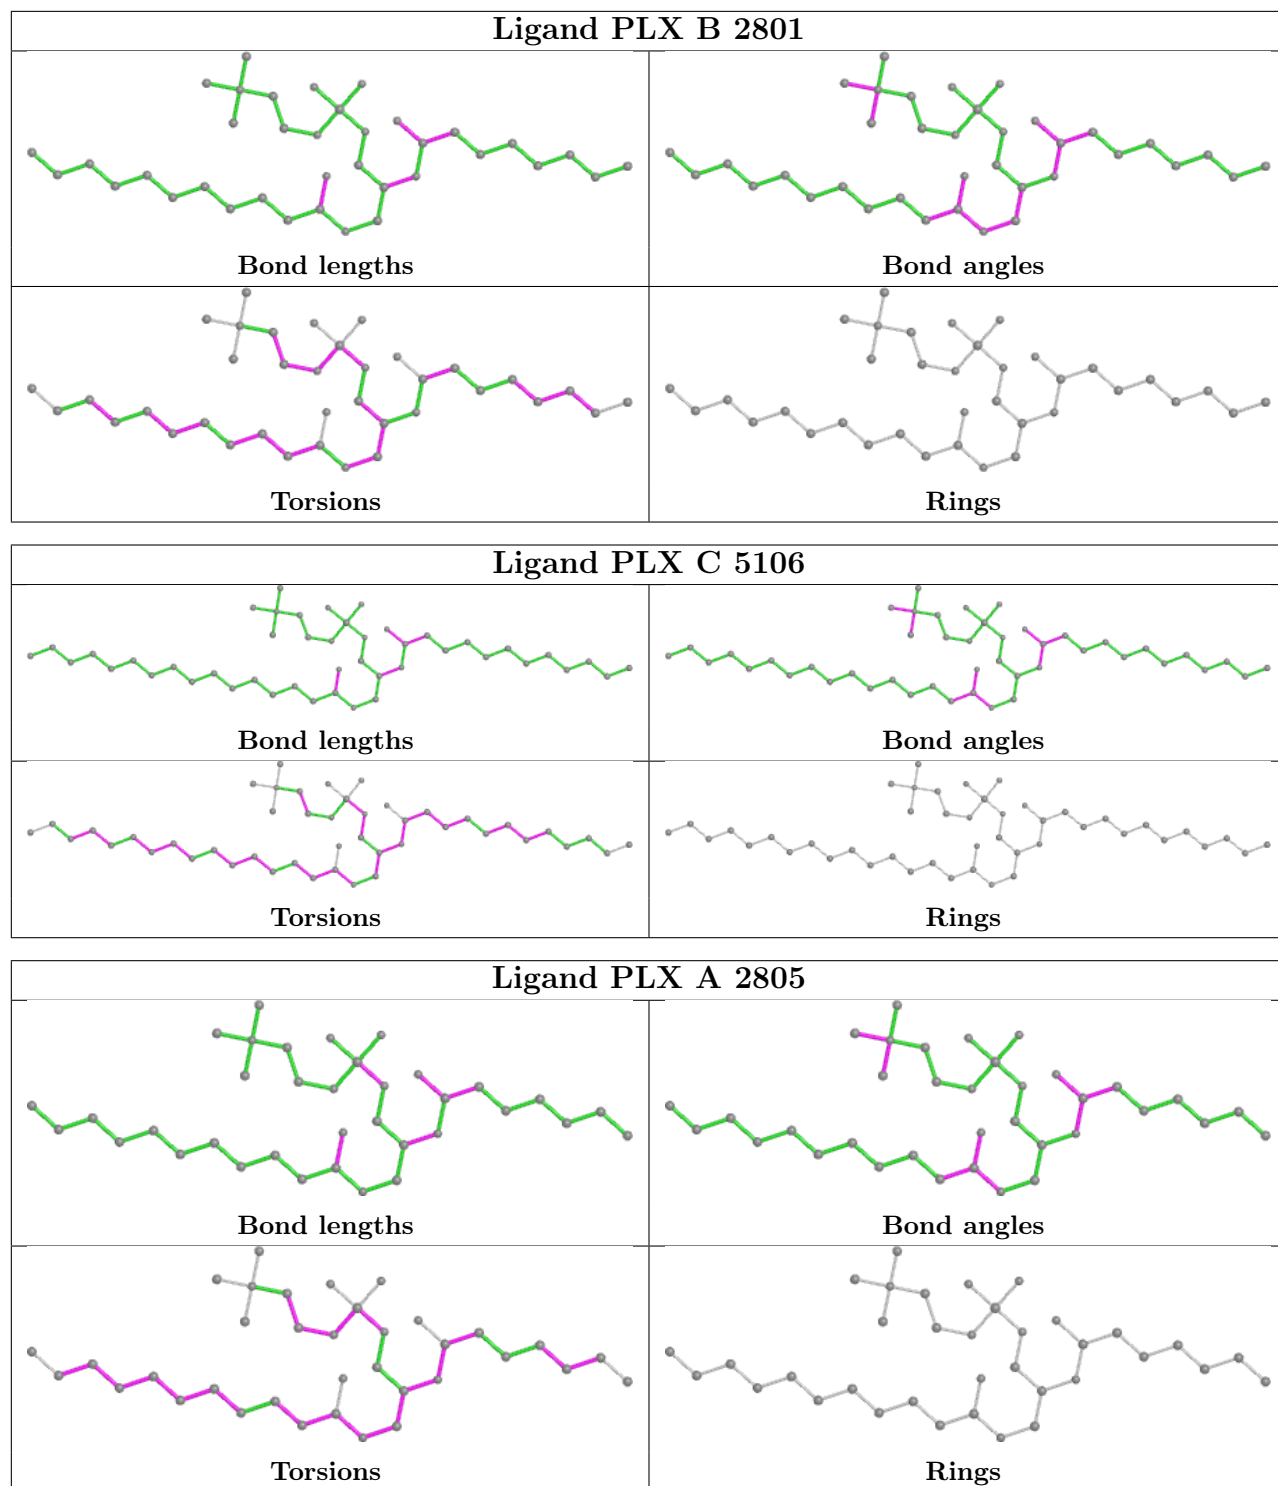 Ligand PLX B 2801
Bond lengths
Bond angles
Torsions
Rings
Ligand PLX C 5106
Bond lengths
Bond angles
Torsions
Rings
Ligand PLX A 2805
Bond lengths
Bond angles
Torsions
Rings